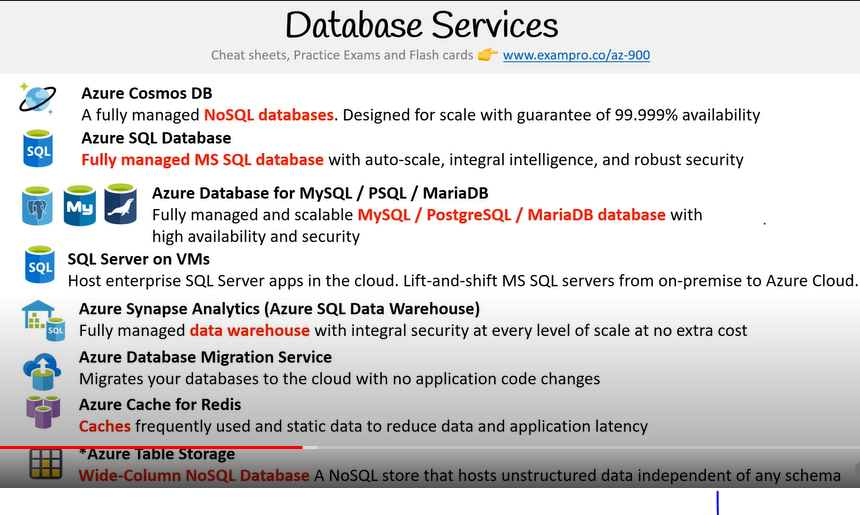 Database Services
Cheat sheets, Practice Exams and Flash cards 👉 www.exampro.co/az-900
Azure Cosmos DB
A fully managed NoSQL databases. Designed for scale with guarantee of 99.999% availability
Azure SQL Database
SQL
Fully managed MS SQL database with auto-scale, integral intelligence, and robust security
Azure Database for MySQL / PSQL / MariaDB
My
Fully managed and scalable MySQL / PostgreSQL / MariaDB database with
high availability and security
SQL Server on VMs
SQL
Host enterprise SQL Server apps in the cloud. Lift-and-shift MS SQL servers from on-premise to Azure Cloud.
Azure Synapse Analytics (Azure SQL Data Warehouse)
SQL
Fully managed data warehouse with integral security at every level of scale at no extra cost
Azure Database Migration Service
Migrates your databases to the cloud with no application code changes
Azure Cache for Redis
Caches frequently used and static data to reduce data and application latency
*Azure Table Storage
Wide-Column NoSQL Database A NoSQL store that hosts unstructured data independent of any schema